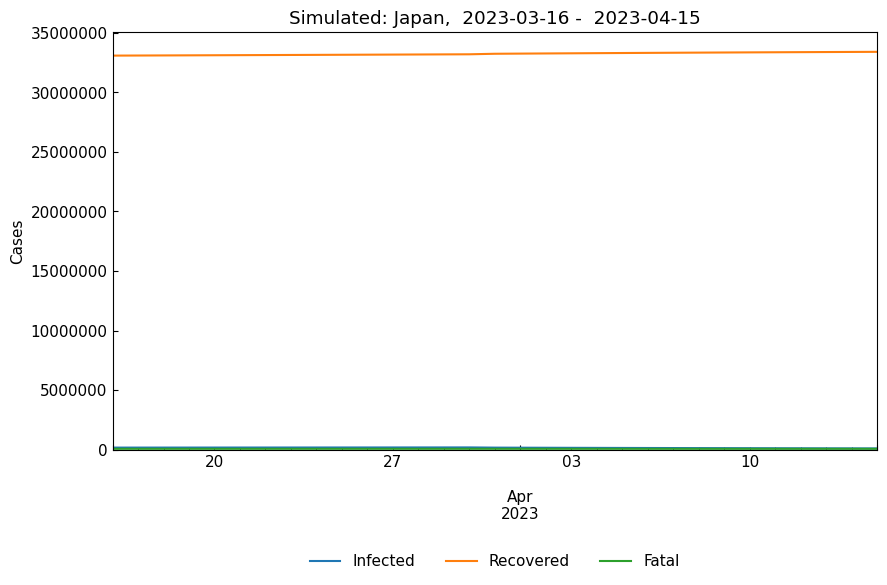 Simulated: Japan,  2023-03-16 -  2023-04-15
35000000
30000000
25000000
20000000
15000000
10000000
5000000
0
Cases
20
27
03
10
Apr
2023
Infected
Recovered
Fatal